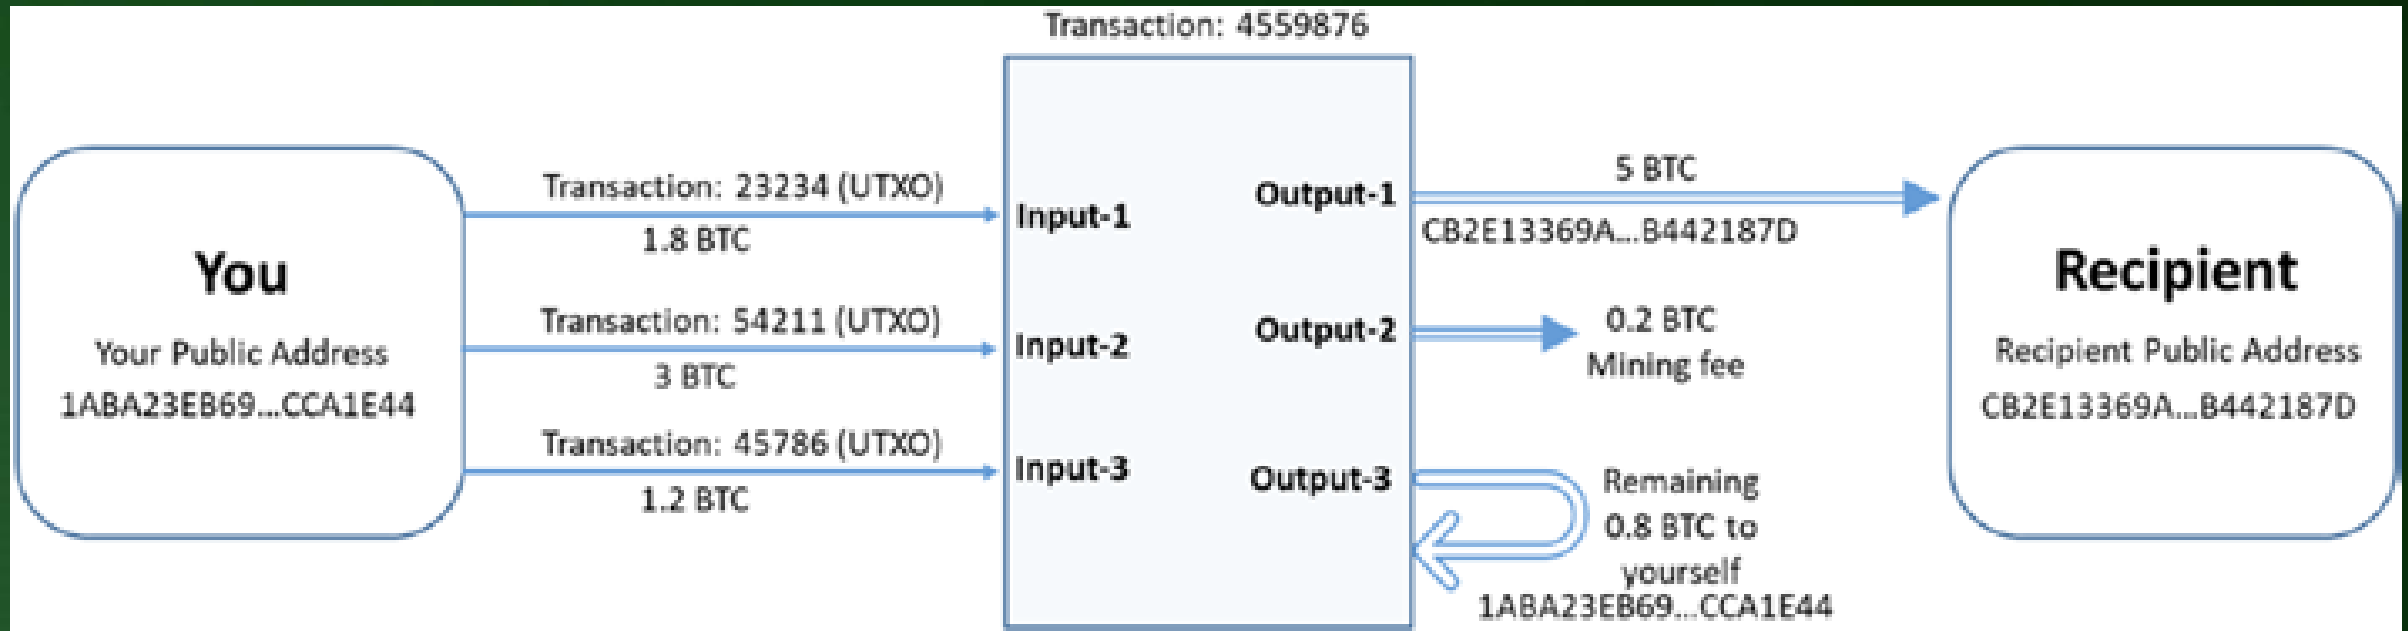 Transaction: 4559876
You
Your Public Address
1ABA23EB69...CCA1E44
Transaction: 23234 (UTXO)
1.8 BTC
Transaction: 54211 (UTXO)
3 BTC
Transaction: 45786 (UTXO)
1.2 BTC
Input-1
Input-2
Input-3
Output-1
Output-2
Output-3
5 BTC
CB2E13369A...B442187D
0.2 BTC
Mining fee
Remaining
0.8 BTC to
yourself
1ABA23EB69...CCA1E44
Recipient
Recipient Public Address
CB2E13369A...B442187D